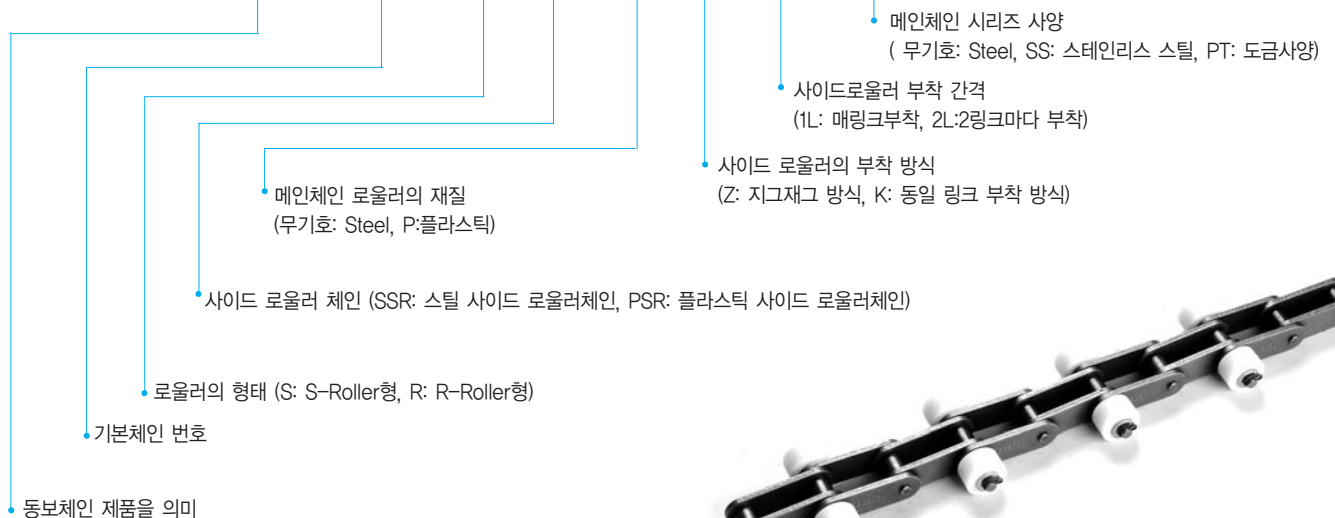 메인체인 시리즈 사양
( 무기호: Steel, SS: 스테인리스 스틸, PT: 도금사양)
사이드로울러 부착 간격
(1L: 매링크부착, 2L:2링크마다 부착)
사이드 로울러의 부착 방식
(Z: 지그재그 방식, K: 동일 링크 부착 방식)
메인체인 로울러의 재질
(무기호: Steel, P:플라스틱)
사이드 로울러 체인 (SSR: 스틸 사이드 로울러체인, PSR: 플라스틱 사이드 로울러체인)
로울러의 형태 (S: S-Roller형, R: R-Roller형)
기본체인 번호
동보체인 제품을 의미